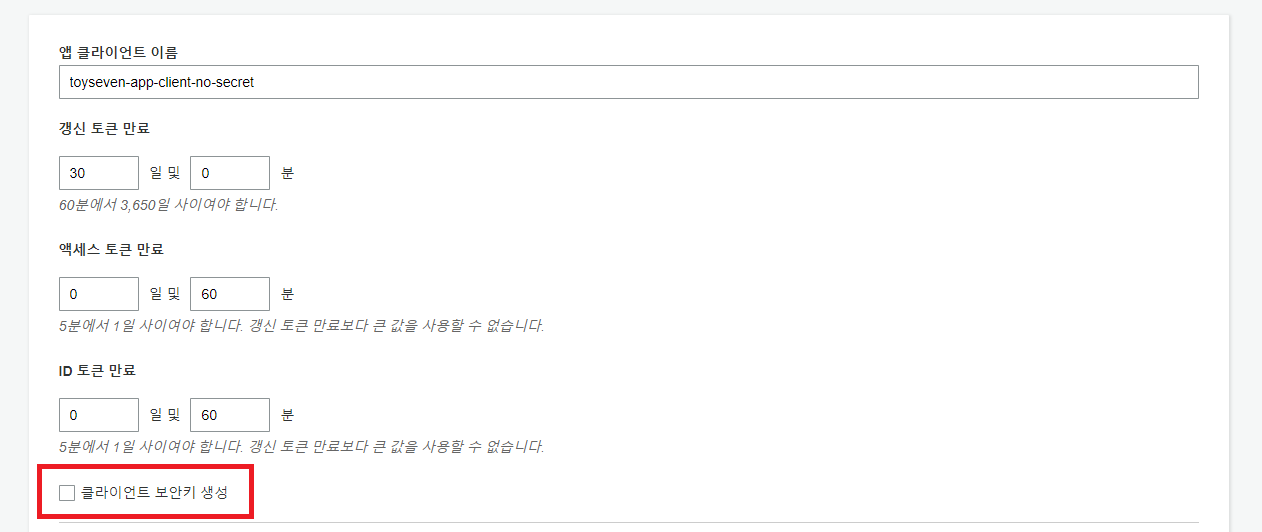 앱 클라이언트 이름
toyseven-app-client-no-secret
갱신 토큰 만료
30 일 및 0 분
60분에서 3,650일 사이여야 합니다.
액세스 토큰 만료
0 일 및 60 분
5분에서 1일 사이여야 합니다. 갱신 토큰 만료보다 큰 값을 사용할 수 없습니다.
ID 토큰 만료
0 일 및 60 분
5분에서 1일 사이여야 합니다. 갱신 토큰 만료보다 큰 값을 사용할 수 없습니다.
클라이언트 보안키 생성